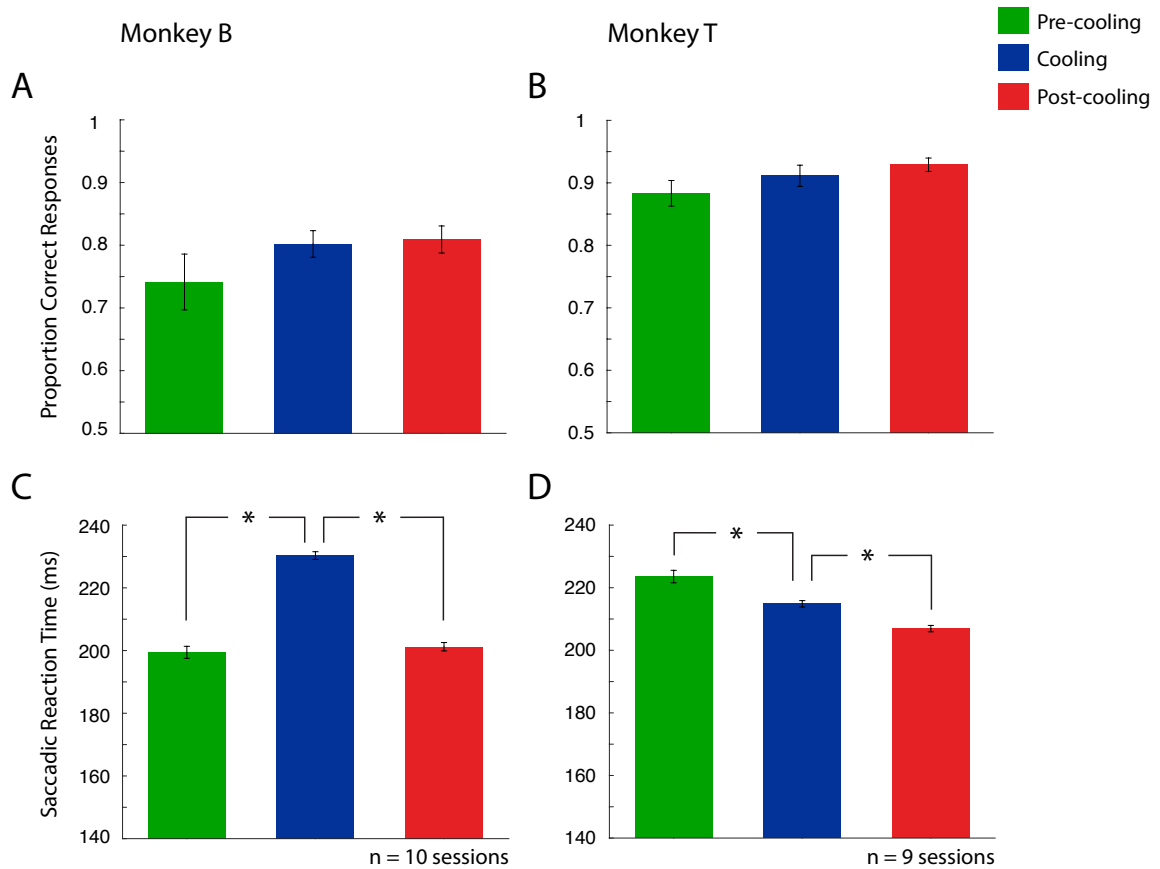 Monkey B
Monkey T
Pre-cooling
Cooling
Post-cooling
A
B
Proportion Correct Responses
1
0.9
0.8
0.7
0.6
0.5
1
0.9
0.8
0.7
0.6
0.5
C
D
Saccadic Reaction Time (ms)
240
220
200
180
160
140
* *
240
220
200
180
160
140
*
*
n = 10 sessions
n = 9 sessions